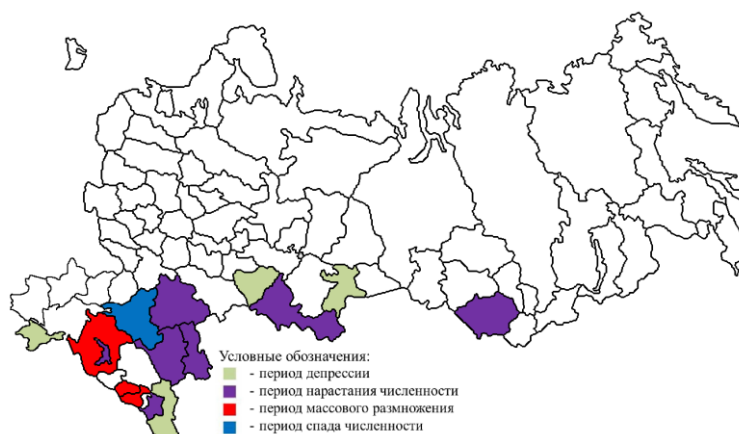 Условные обозначения:
- период депрессии
- период нарастания численности
- период массового размножения
- период спада численности